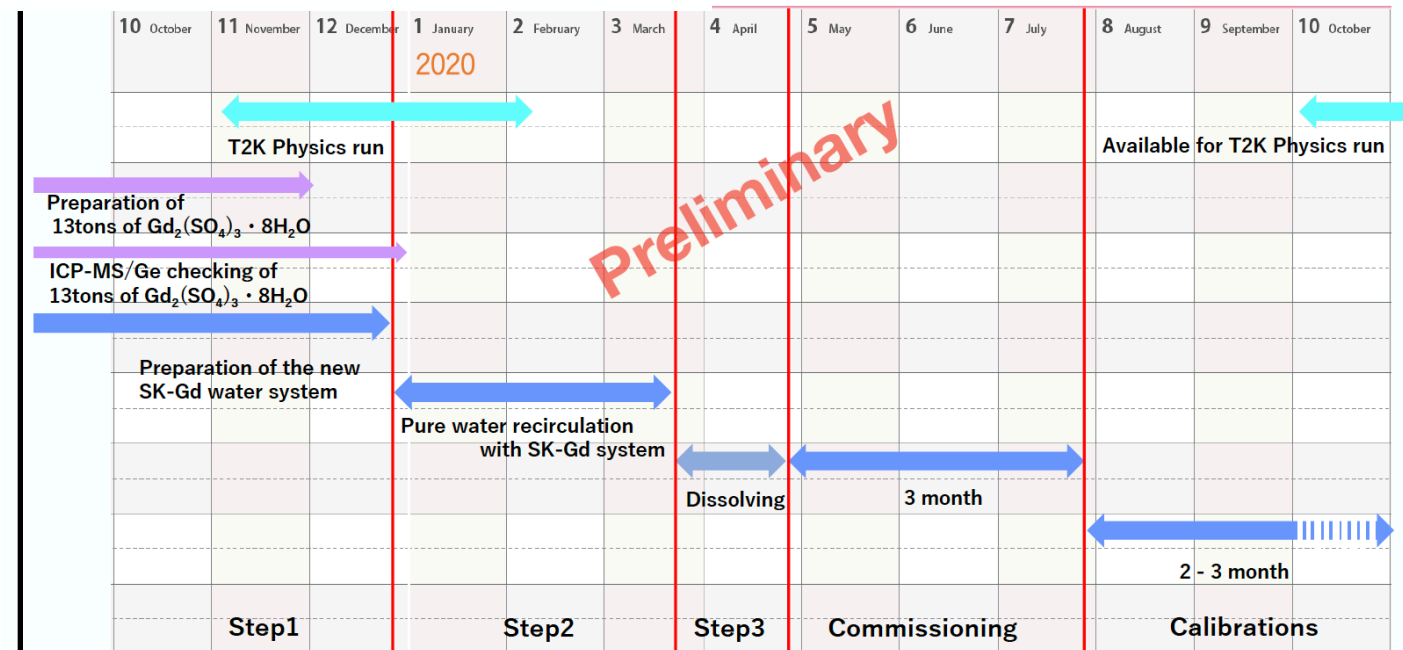 10 October 11 November 12 December 1 January 2 February 3 March 4 April 5 May 6 June 7 July 8 August 9 September 10 October
2020
T2K Physics run
Available for T2K Physics run
Preliminary
Preparation of
13tons of Gd₂(SO₄)₃・8H₂O
ICP-MS/Ge checking of
13tons of Gd₂(SO₄)₃・8H₂O
Preparation of the new
SK-Gd water system
Pure water recirculation
with SK-Gd system
Dissolving
3 month
2 - 3 month
Step1 Step2 Step3 Commissioning Calibrations